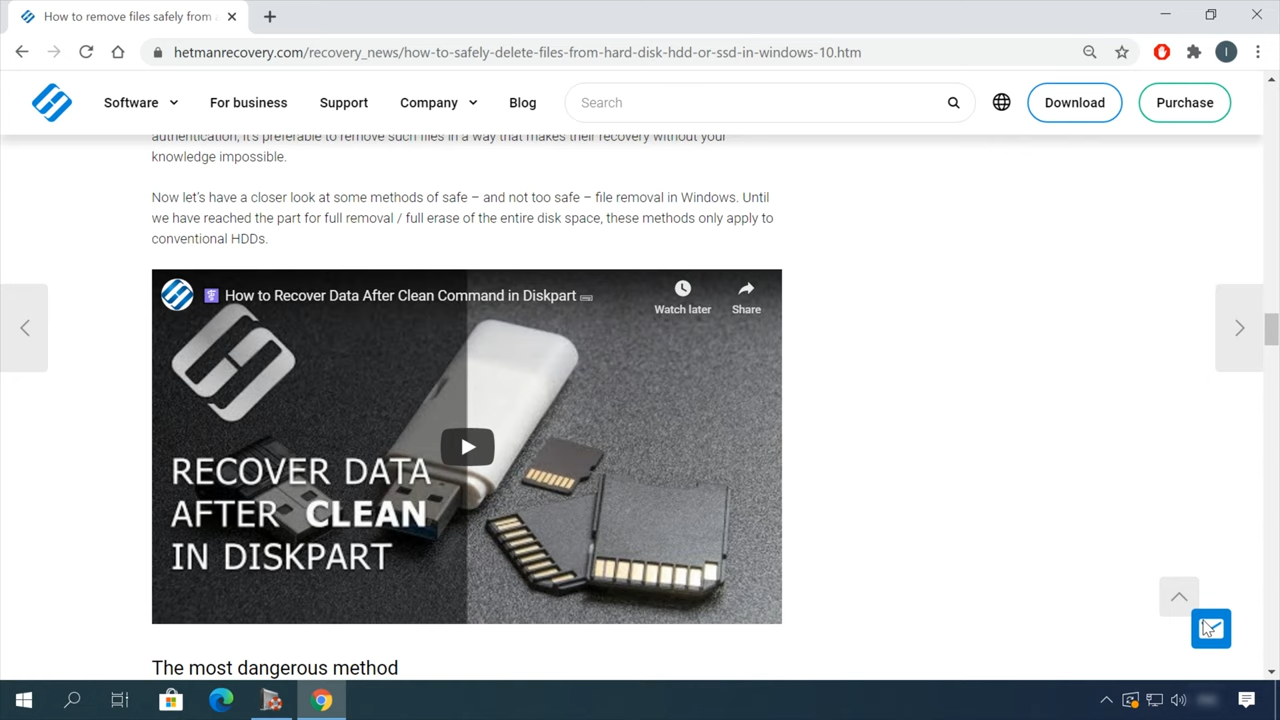 How to remove files safely from
hetmanrecovery.com/recovery_news/how-to-safely-delete-files-from-hard-disk-hdd-or-ssd-in-windows-10.htm
I
Software For business Support Company Blog Search Download Purchase
authentication, it's preferable to remove such files in a way that makes their recovery without your
knowledge impossible.
Now let's have a closer look at some methods of safe – and not too safe – file removal in Windows. Until
we have reached the part for full removal / full erase of the entire disk space, these methods only apply to
conventional HDDs.
How to Recover Data After Clean Command in Diskpart
Watch later Share
RECOVER DATA
AFTER CLEAN
IN DISKPART
The most dangerous method